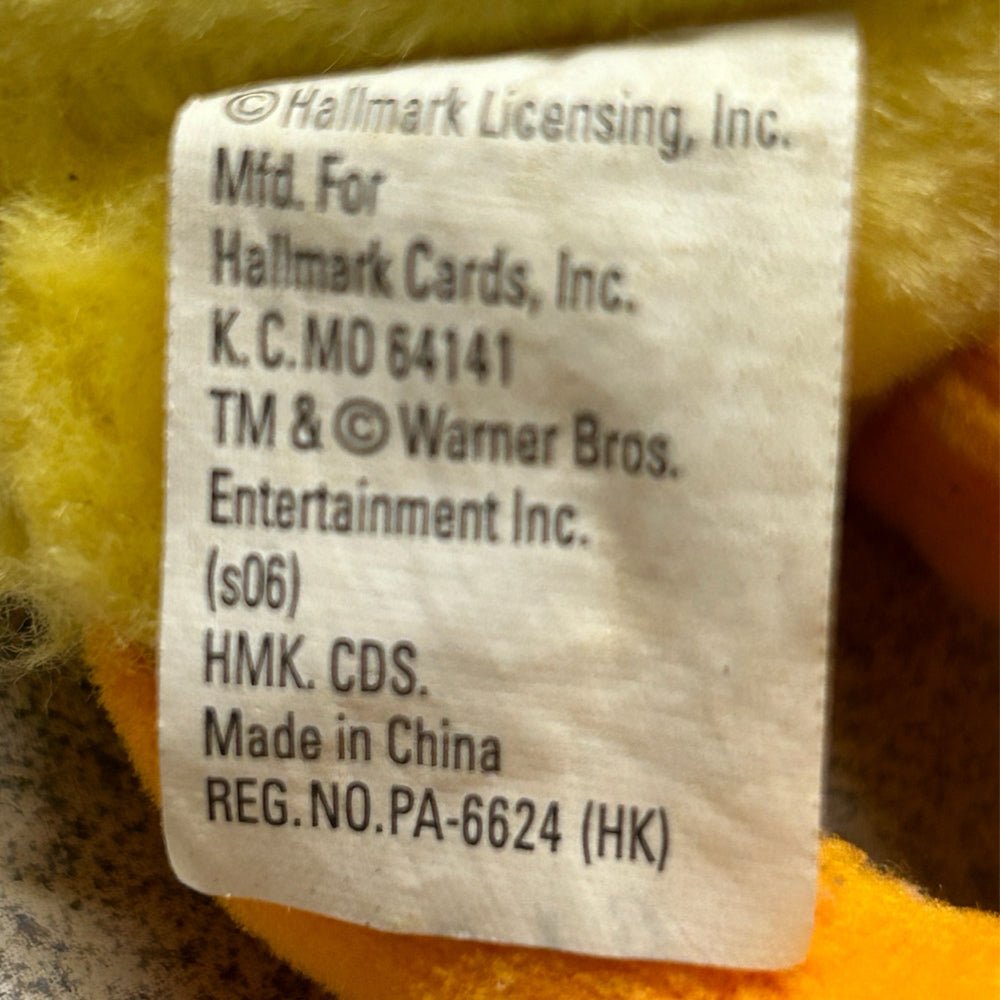 ©Hallmark Licensing, Inc.
Mfd. For
Hallmark Cards, Inc.
K.C.MO 64141
TM & © Warner Bros.
Entertainment Inc.
(s06)
HMK. CDS.
Made in China
REG.NO.PA-6624 (HK)